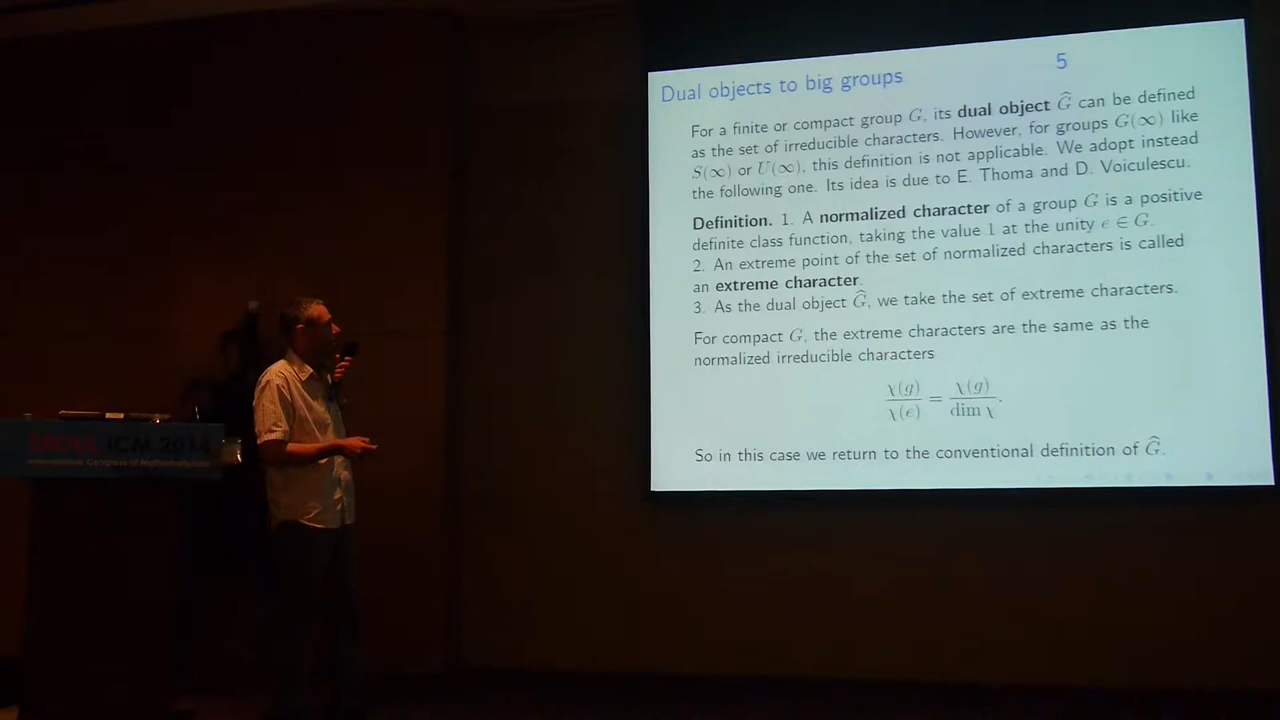 Dual objects to big groups
5
For a finite or compact group G, its dual object Ĝ can be defined
as the set of irreducible characters. However, for groups G(∞) like
S(∞) or U(∞), this definition is not applicable. We adopt instead
the following one. Its idea is due to E. Thoma and D. Voiculescu.
Definition. 1. A normalized character of a group G is a positive
definite class function, taking the value 1 at the unity e ∈ G.
2. An extreme point of the set of normalized characters is called
an extreme character.
3. As the dual object Ĝ, we take the set of extreme characters.
For compact G, the extreme characters are the same as the
normalized irreducible characters
χ(g)/χ(e) = χ(g)/dim χ.
So in this case we return to the conventional definition of Ĝ.
SEOUL ICM 2014
International Congress of Mathematicians